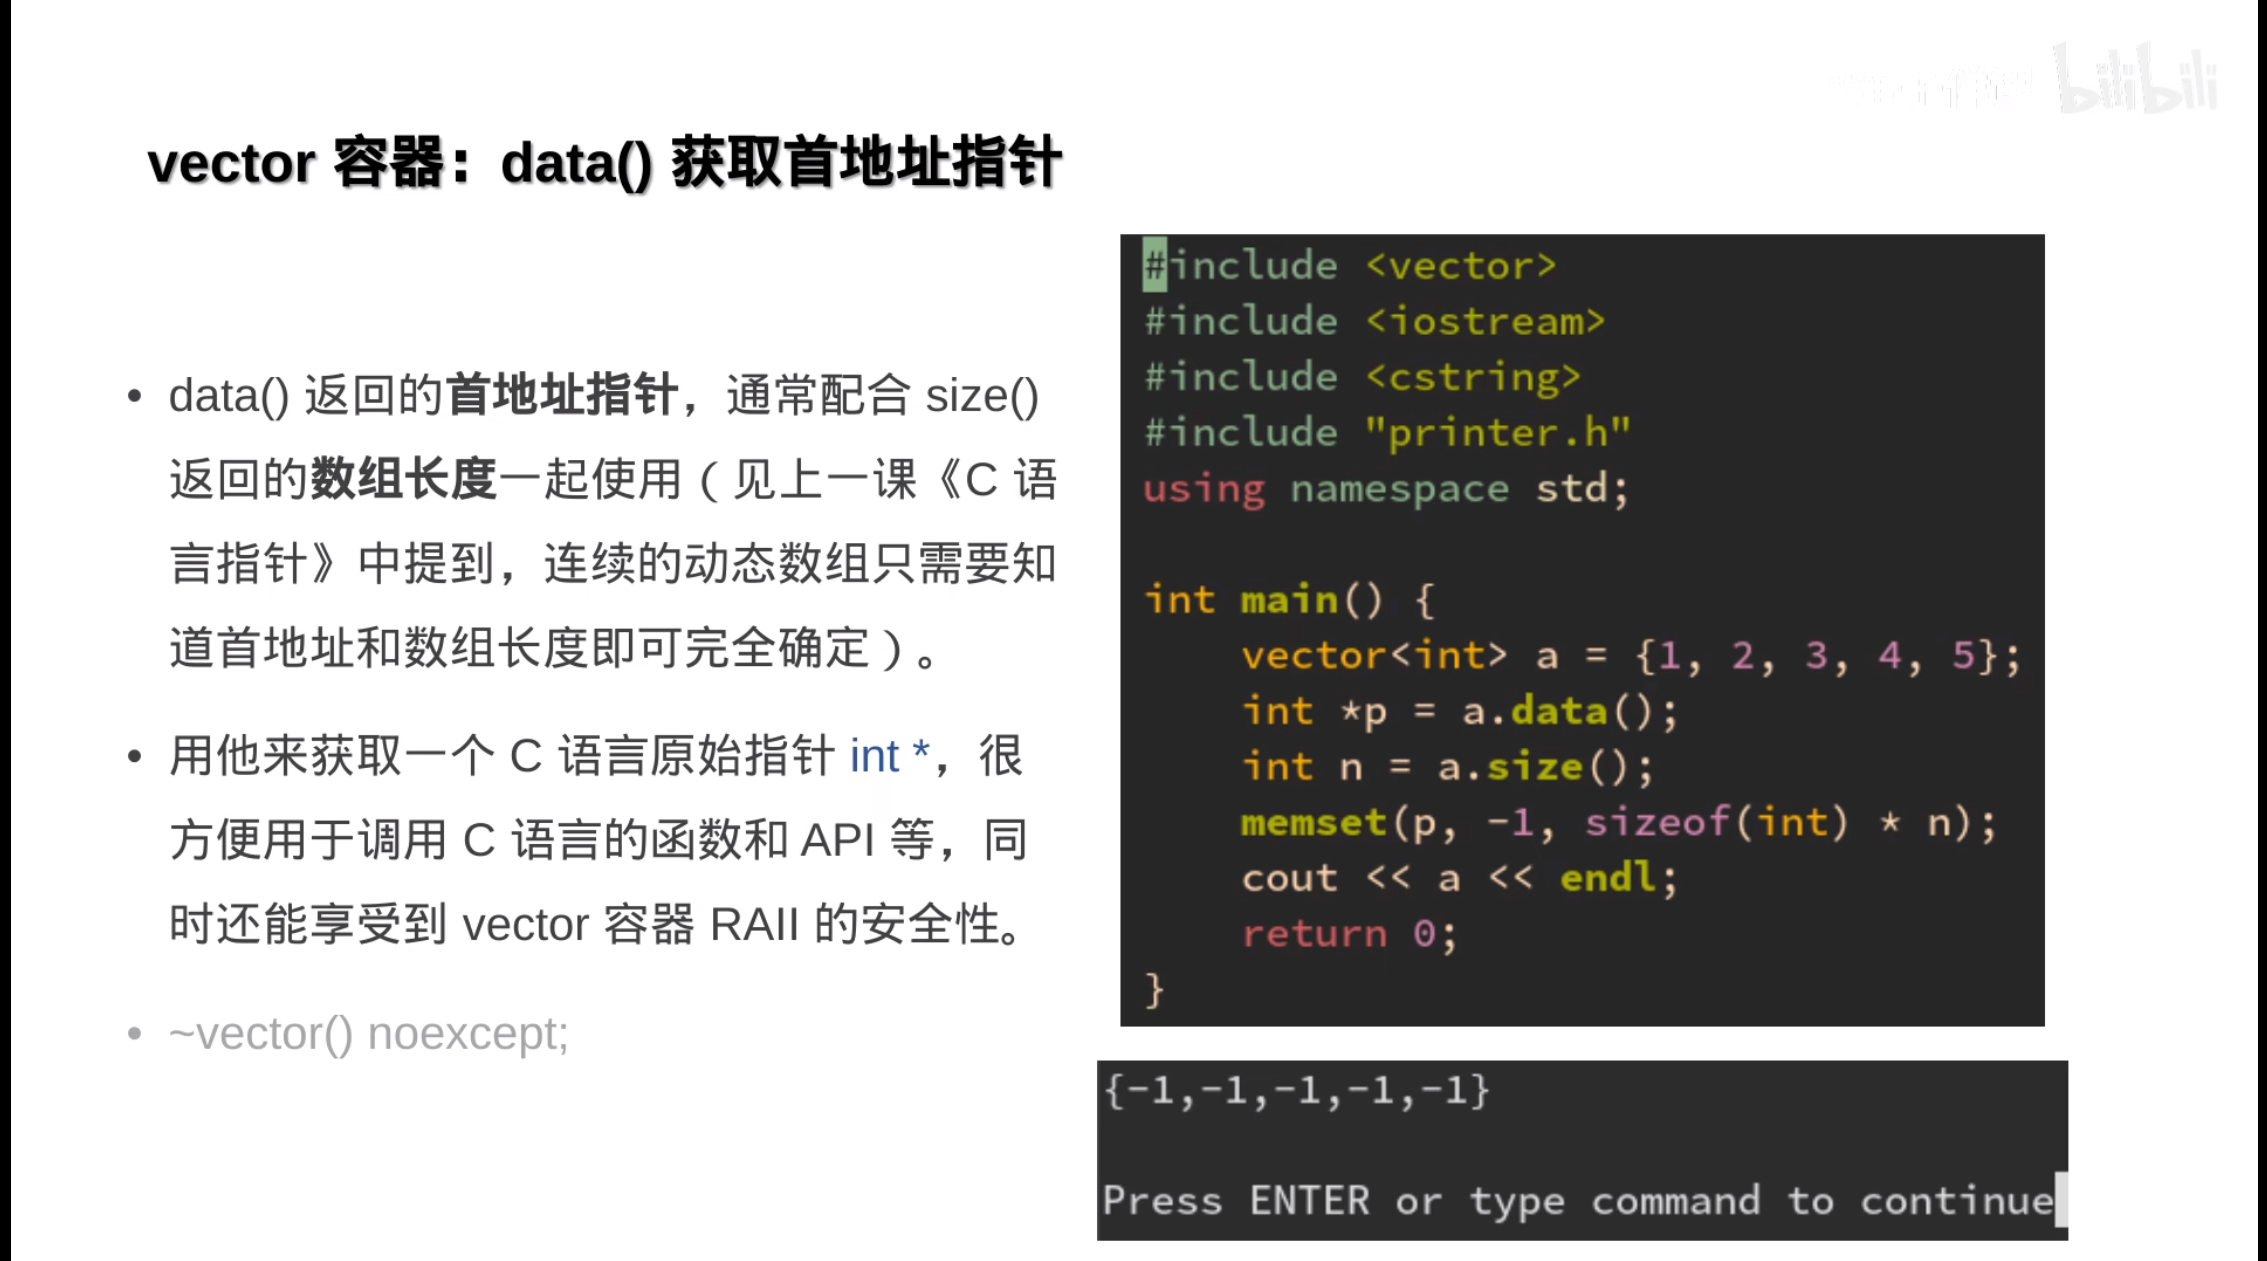 bilibili
vector 容器：data() 获取首地址指针
• data() 返回的首地址指针，通常配合 size()
返回的数组长度一起使用（见上一课《C 语
言指针》中提到，连续的动态数组只需要知
道首地址和数组长度即可完全确定）。
• 用他来获取一个 C 语言原始指针 int *，很
方便用于调用 C 语言的函数和 API 等，同
时还能享受到 vector 容器 RAII 的安全性。
• ~vector() noexcept;
#include <vector>
#include <iostream>
#include <cstring>
#include "printer.h"
using namespace std;
int main() {
    vector<int> a = {1, 2, 3, 4, 5};
    int *p = a.data();
    int n = a.size();
    memset(p, -1, sizeof(int) * n);
    cout << a << endl;
    return 0;
}
{-1,-1,-1,-1,-1}
Press ENTER or type command to continue